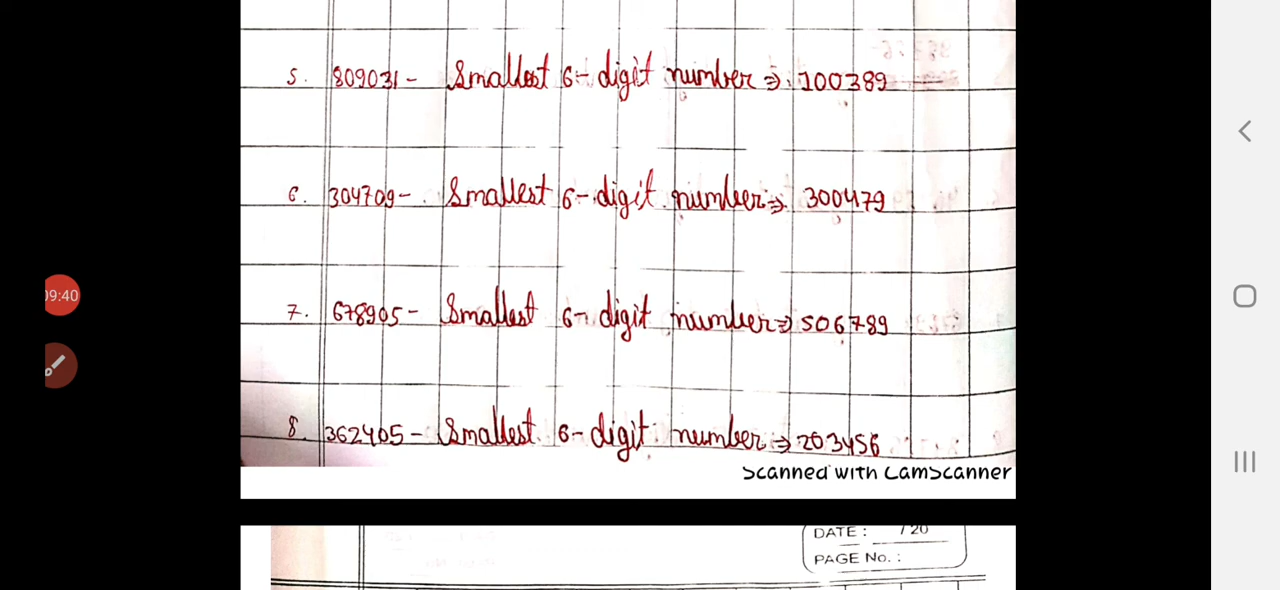 5. 809031 - Smallest 6-digit number ⇒ 100389
6. 304709 - Smallest 6-digit number ⇒ 300479
7. 678905 - Smallest 6-digit number ⇒ 506789
8. 362405 - Smallest 6-digit number ⇒ 203456
Scanned with CamScanner
09:40
DATE: /20
PAGE No.: